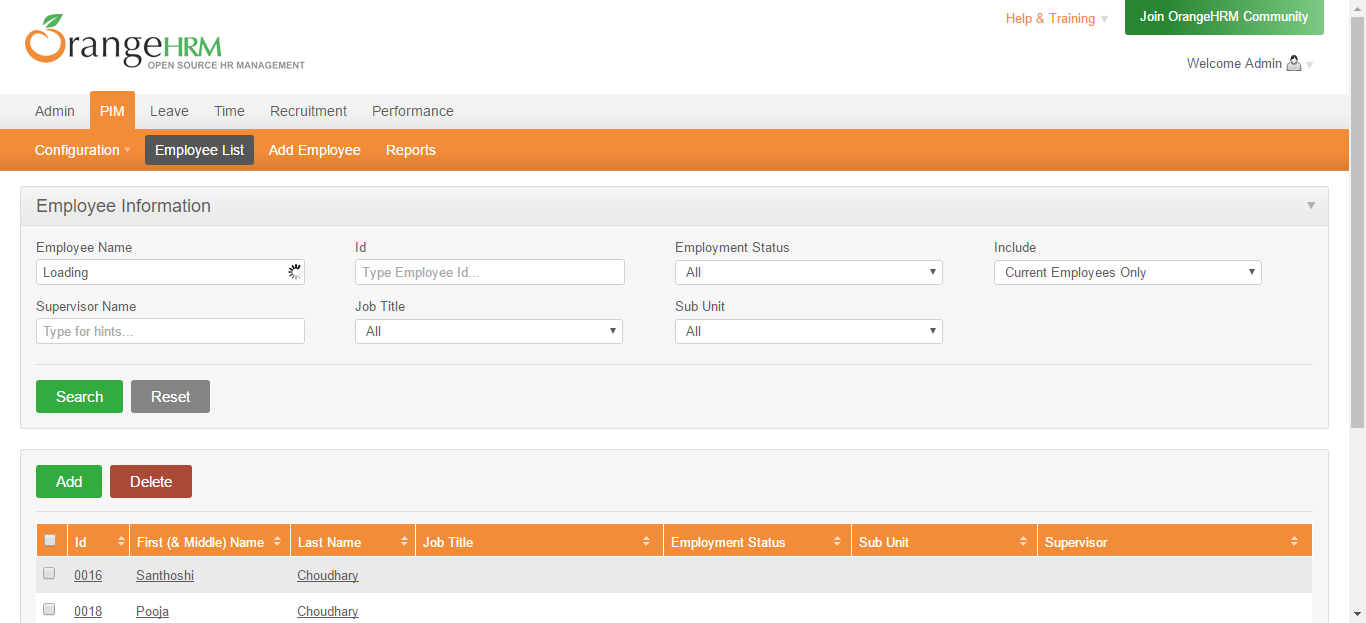 OrangeHRM
OPEN SOURCE HR MANAGEMENT
Help & Training
Join OrangeHRM Community
Welcome Admin
Admin PIM Leave Time Recruitment Performance
Configuration Employee List Add Employee Reports
Employee Information
Employee Name Id Employment Status Include
Loading Type Employee Id... All Current Employees Only
Supervisor Name Job Title Sub Unit
Type for hints... All All
Search Reset
Add Delete
Id First (& Middle) Name Last Name Job Title Employment Status Sub Unit Supervisor
0016 Santhoshi Choudhary
0018 Pooja Choudhary